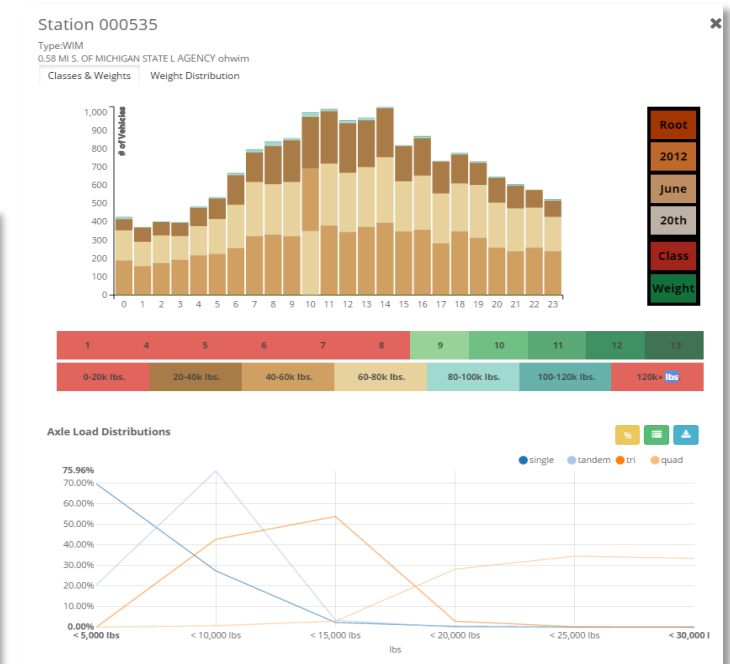 Station 000535
✖
Type:WIM
0.58 MI S. OF MICHIGAN STATE L AGENCY ohwim
Classes & Weights Weight Distribution
# of Vehicles
1,000
900
800
700
600
500
400
300
200
100
0
0 1 2 3 4 5 6 7 8 9 10 11 12 13 14 15 16 17 18 19 20 21 22 23
Root
2012
June
20th
Class
Weight
1 4 5 6 7 8 9 10 11 12 13
0-20k lbs. 20-40k lbs. 40-60k lbs. 60-80k lbs. 80-100k lbs. 100-120k lbs. 120k+ lbs.
Axle Load Distributions
%
single tandem tri quad
75.96%
70.00%
60.00%
50.00%
40.00%
30.00%
20.00%
10.00%
0.00%
< 5,000 lbs < 10,000 lbs < 15,000 lbs < 20,000 lbs < 25,000 lbs < 30,000 l
lbs